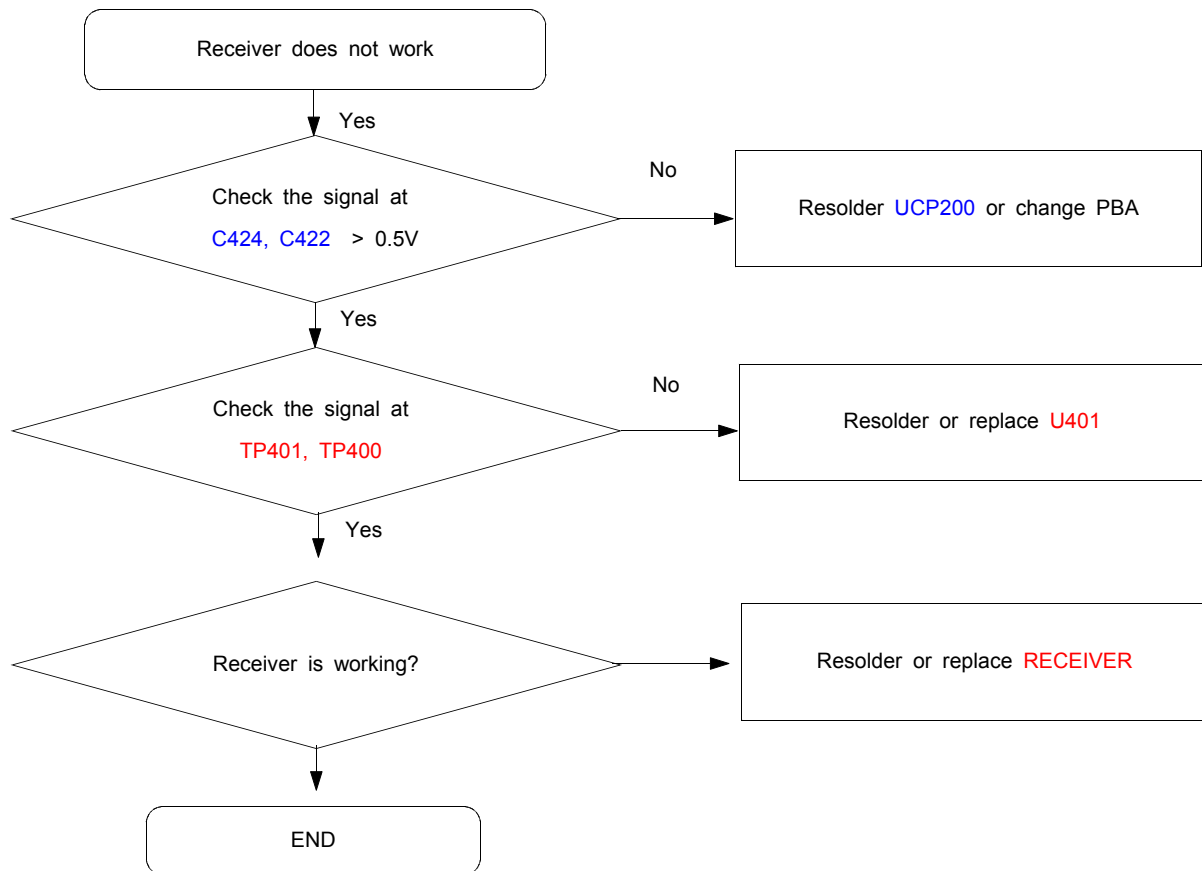 Receiver does not work
Yes
Check the signal at
C424, C422 > 0.5V
No
Resolder UCP200 or change PBA
Yes
Check the signal at
TP401, TP400
No
Resolder or replace U401
Yes
Receiver is working?
Resolder or replace RECEIVER
END